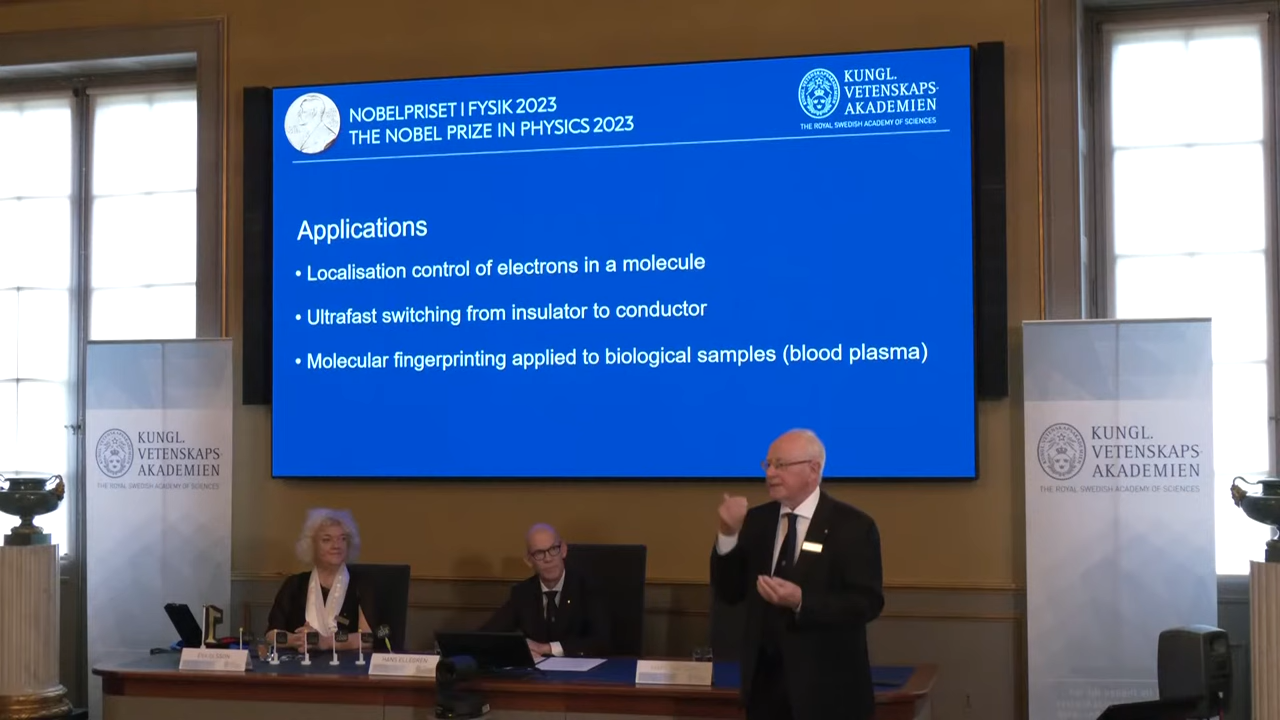 NOBELPRISET I FYSIK 2023
THE NOBEL PRIZE IN PHYSICS 2023
KUNGL.
VETENSKAPS-
AKADEMIEN
THE ROYAL SWEDISH ACADEMY OF SCIENCES
Applications
• Localisation control of electrons in a molecule
• Ultrafast switching from insulator to conductor
• Molecular fingerprinting applied to biological samples (blood plasma)
KUNGL.
VETENSKAPS
AKADEMIEN
THE ROYAL SWEDISH ACADEMY OF SCIENCES
KUNGL.
VETENSKAPS
AKADEMIEN
THE ROYAL SWEDISH ACADEMY OF SCIENCES
HANS ELLEGREN